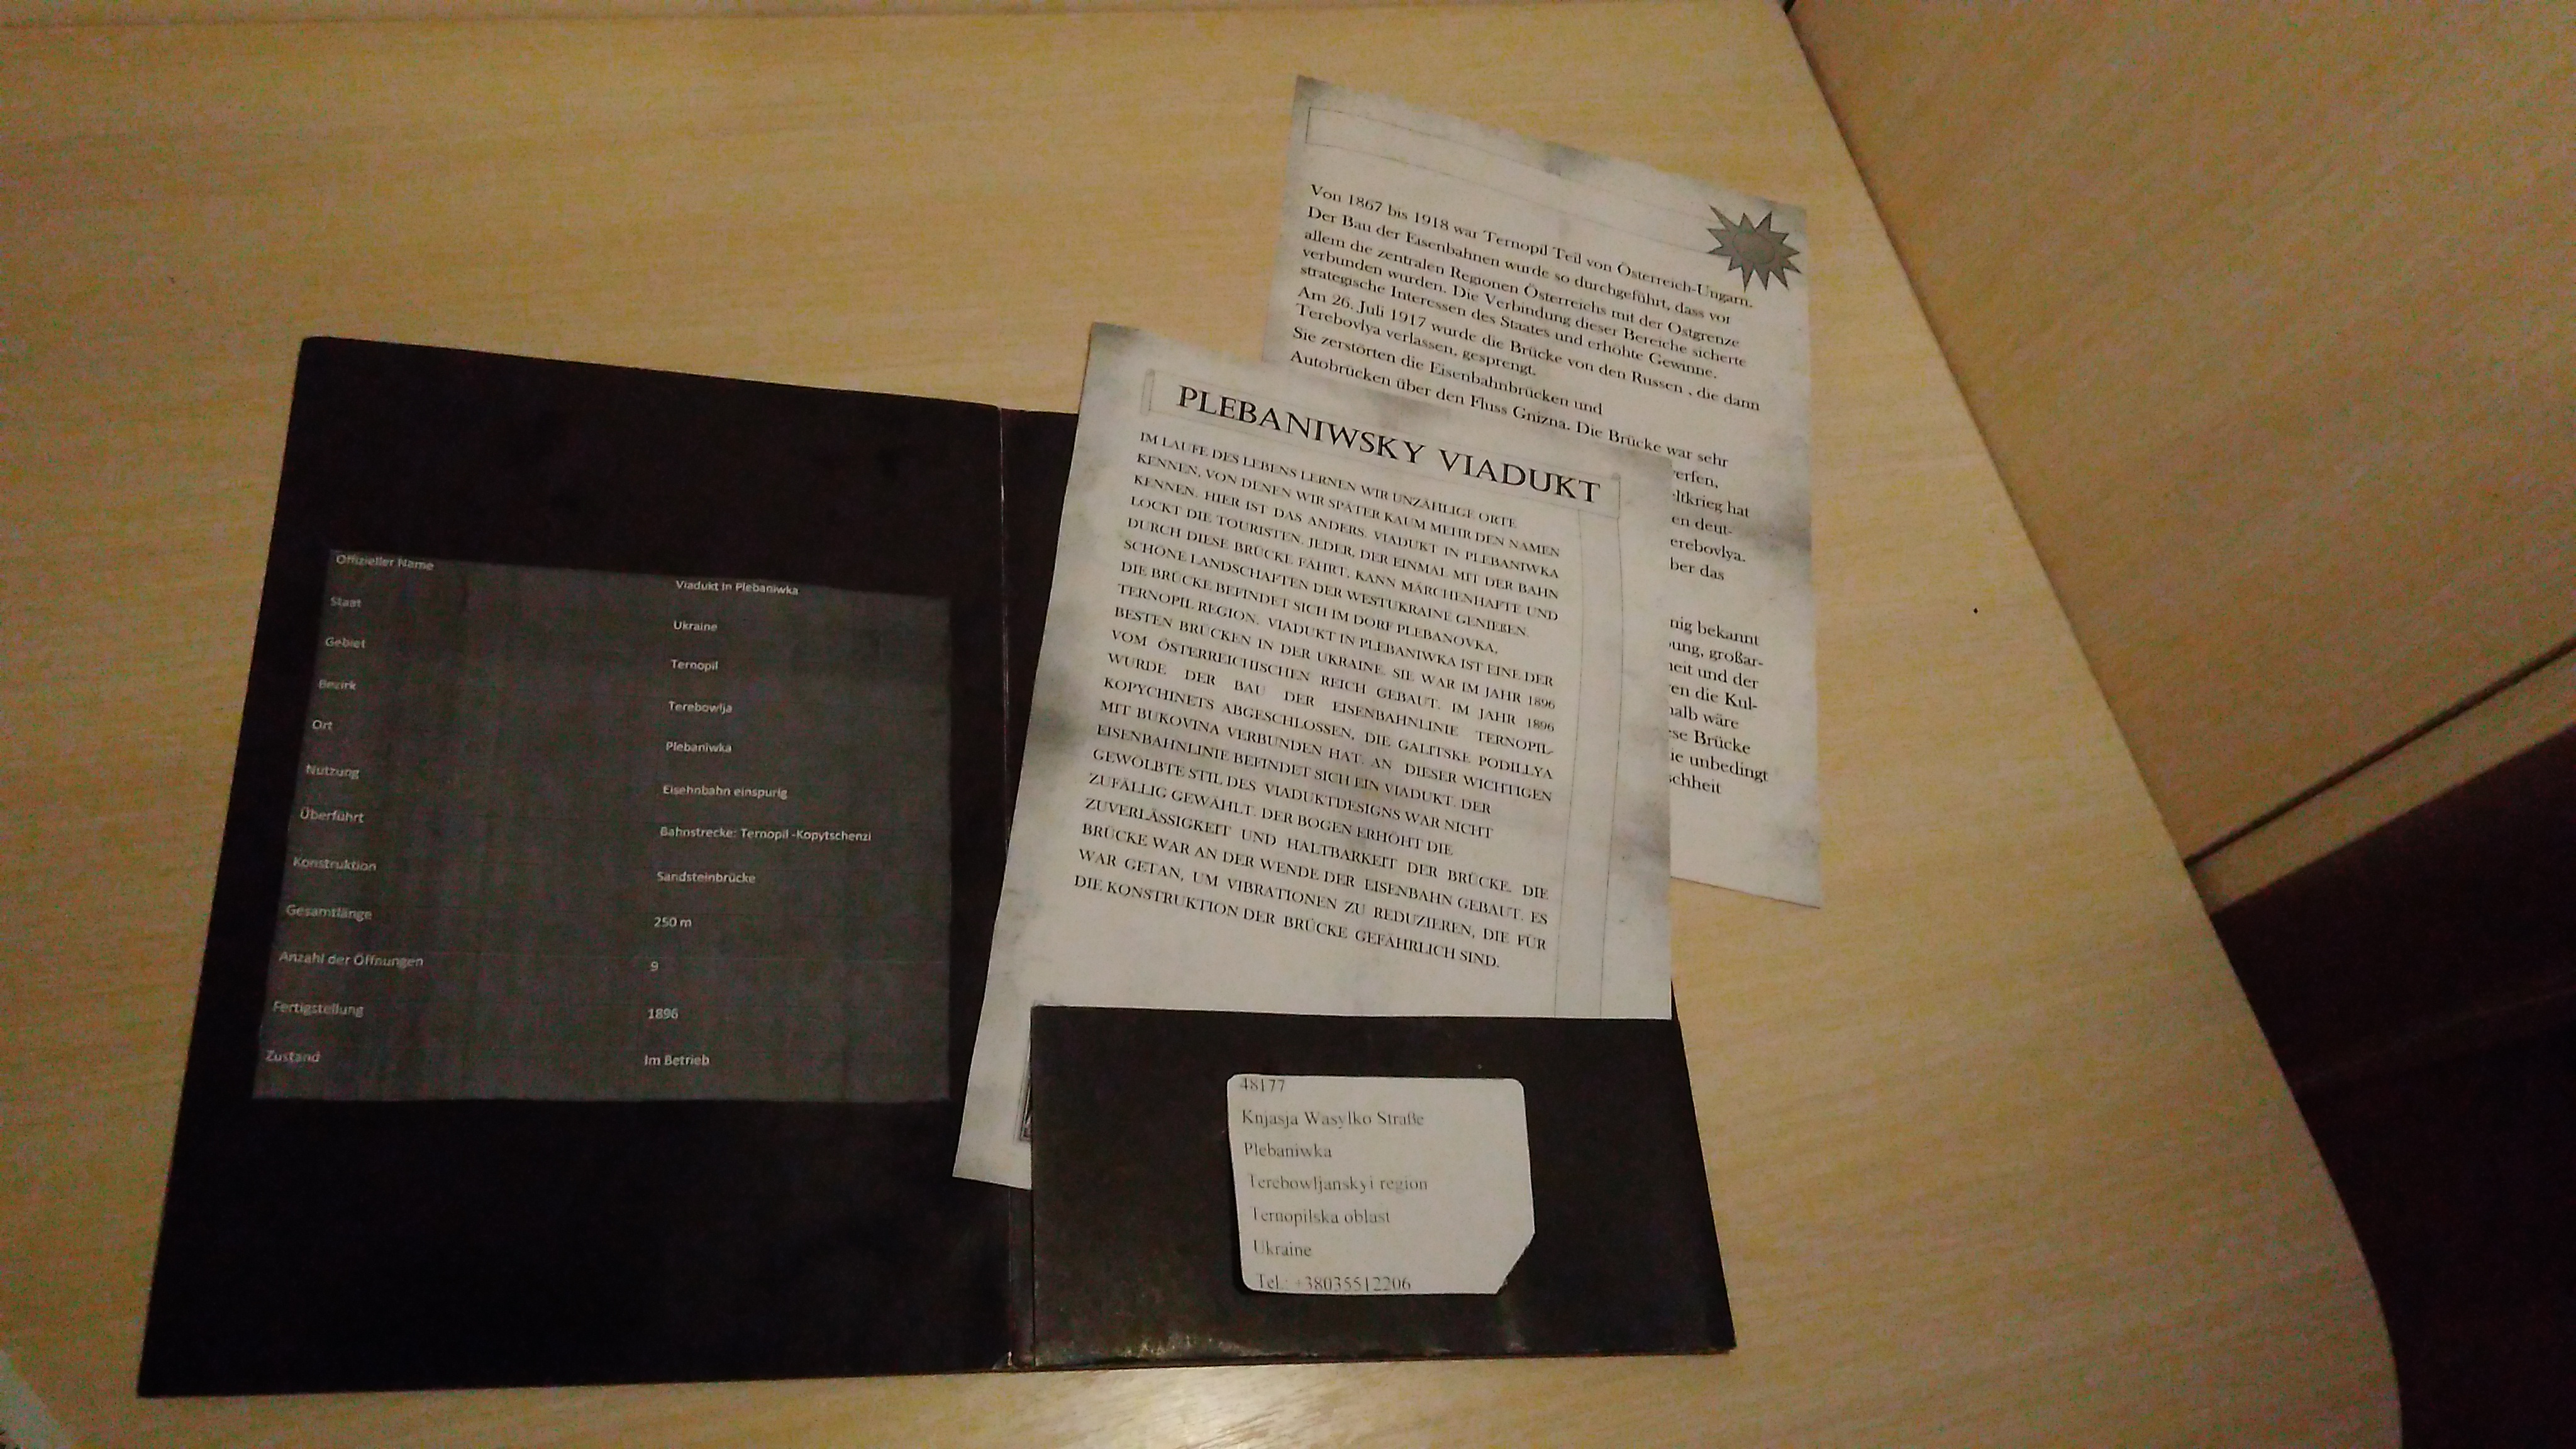 Offizieller Name
Viadukt in Plebaniwka
Staat
Ukraine
Gebiet
Ternopil
Bezirk
Terebowlja
Ort
Plebaniwka
Nutzung
Eisehnbahn einspurig
Überführt
Bahnstrecke: Ternopil -Kopytschenzi
Konstruktion
Sandsteinbrücke
Gesamtlänge
250 m
Anzahl der Öffnungen
9
Fertigstellung
1896
Zustand
Im Betrieb
PLEBANIWSKY VIADUKT
IM LAUFE DES LEBENS LERNEN WIR UNZÄHLIGE ORTE
KENNEN, VON DENEN WIR SPÄTER KAUM MEHR DEN NAMEN
KENNEN. HIER IST DAS ANDERS. VIADUKT IN PLEBANIWKA
LOCKT DIE TOURISTEN. JEDER, DER EINMAL MIT DER BAHN
DURCH DIESE BRÜCKE FÄHRT, KANN MÄRCHENHAFTE UND
SCHÖNE LANDSCHAFTEN DER WESTUKRAINE GENIEßEN.
DIE BRÜCKE BEFINDET SICH IM DORF PLEBANOVKA,
TERNOPIL REGION. VIADUKT IN PLEBANIWKA IST EINE DER
BESTEN BRÜCKEN IN DER UKRAINE. SIE WAR IM JAHR 1896
VOM ÖSTERREICHISCHEN REICH GEBAUT. IM JAHR 1896
WURDE DER BAU DER EISENBAHNLINIE TERNOPIL-
KOPYCHINETS ABGESCHLOSSEN, DIE GALITSKE PODILLYA
MIT BUKOVINA VERBUNDEN HAT. AN DIESER WICHTIGEN
EISENBAHNLINIE BEFINDET SICH EIN VIADUKT. DER
GEWÖLBTE STIL DES VIADUKTDESIGNS WAR NICHT
ZUFÄLLIG GEWÄHLT. DER BOGEN ERHÖHT DIE
ZUVERLÄSSIGKEIT UND HALTBARKEIT DER BRÜCKE. DIE
BRÜCKE WAR AN DER WENDE DER EISENBAHN GEBAUT. ES
WAR GETAN, UM VIBRATIONEN ZU REDUZIEREN, DIE FÜR
DIE KONSTRUKTION DER BRÜCKE GEFÄHRLICH SIND.
Von 1867 bis 1918 war Ternopil Teil von Österreich-Ungarn.
Der Bau der Eisenbahnen wurde so durchgeführt, dass vor
allem die zentralen Regionen Österreichs mit der Ostgrenze
verbunden wurden. Die Verbindung dieser Bereiche sicherte
strategische Interessen des Staates und erhöhte Gewinne.
Am 26. Juli 1917 wurde die Brücke von den Russen , die dann
Terebovlya verlassen, gesprengt.
Sie zerstörten die Eisenbahnbrücken und
Autobrücken über den Fluss Gnizna. Die Brücke war sehr
erfen,
ltkrieg hat
en deut-
erebovlya.
ber das
nig bekannt
ung, großar-
heit und der
en die Kul-
halb wäre
se Brücke
ie unbedingt
schheit
48177
Knjasja Wasylko Straße
Plebaniwka
Terebowljanskyi region
Ternopilska oblast
Ukraine
Tel.: +38035512206